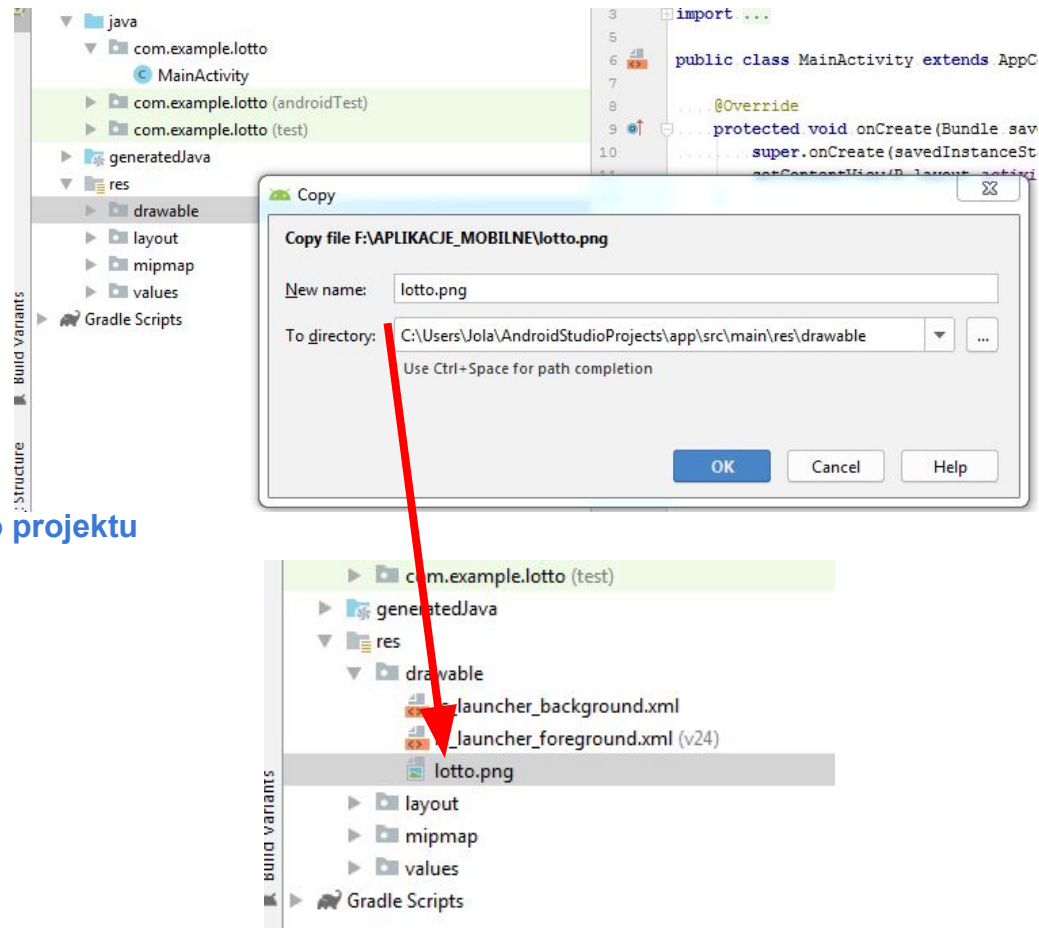 java
com.example.lotto
C MainActivity
com.example.lotto (androidTest)
com.example.lotto (test)
generatedJava
res
drawable
layout
mipmap
values
Gradle Scripts
Build Variants
Structure
3 import ...
5
6 public class MainActivity extends AppC
7
8 @Override
9 protected void onCreate(Bundle save
10 super.onCreate(savedInstanceSt
Copy
Copy file F:\APLIKACJE_MOBILNE\lotto.png
New name: lotto.png
To directory: C:\Users\Jola\AndroidStudioProjects\app\src\main\res\drawable
...
Use Ctrl+Space for path completion
OK Cancel Help
projektu
com.example.lotto (test)
generatedJava
res
drawable
_launcher_background.xml
_launcher_foreground.xml (v24)
lotto.png
layout
mipmap
values
Gradle Scripts
Build Variants